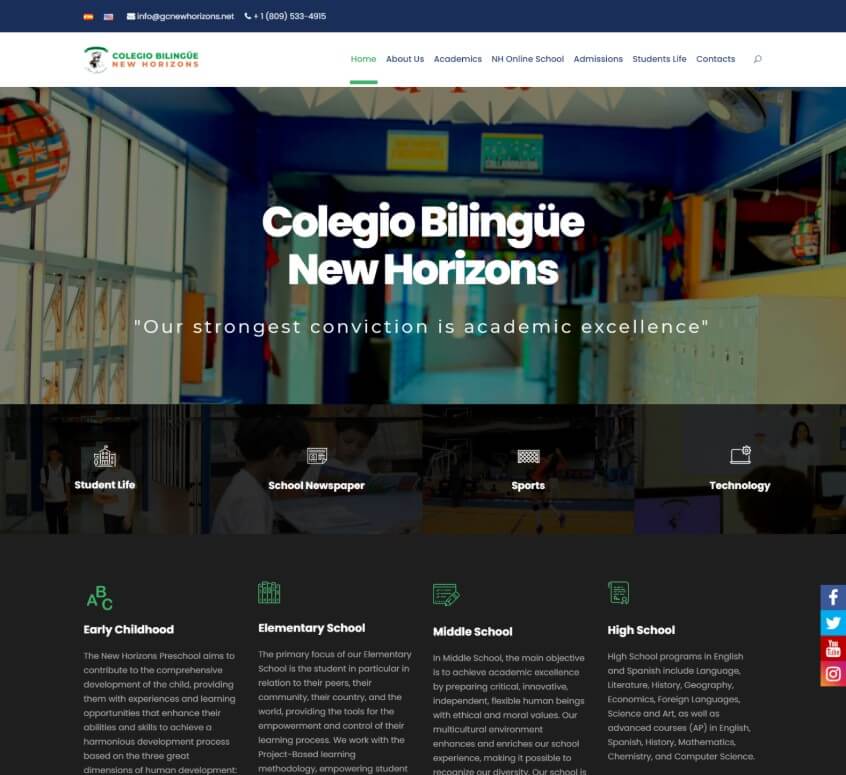 info@gcnewhorizons.net + 1 (809) 533-4915
COLEGIO BILINGÜE
NEW HORIZONS
Home About Us Academics NH Online School Admissions Students Life Contacts
COLLABORATION
Colegio Bilingüe
New Horizons
"Our strongest conviction is academic excellence"
Student Life
School Newspaper
Sports
Technology
A B C
Early Childhood
The New Horizons Preschool aims to
contribute to the comprehensive
development of the child, providing
them with experiences and learning
opportunities that enhance their
abilities and skills to achieve a
harmonious development process
based on the three great
dimensions of human development:
Elementary School
The primary focus of our Elementary
School is the student in particular in
relation to their peers, their
community, their country, and the
world, providing the tools for the
empowerment and control of their
learning process. We work with the
Project-Based learning
methodology, empowering student
Middle School
In Middle School, the main objective
is to achieve academic excellence
by preparing critical, innovative,
independent, flexible human beings
with ethical and moral values. Our
multicultural environment
enhances and enriches our school
experience, making it possible to
recognize our diversity. Our school is
High School
High School programs in English
and Spanish include Language,
Literature, History, Geography,
Economics, Foreign Languages,
Science and Art, as well as
advanced courses (AP) in English,
Spanish, History, Mathematics,
Chemistry, and Computer Science.
You
Tube